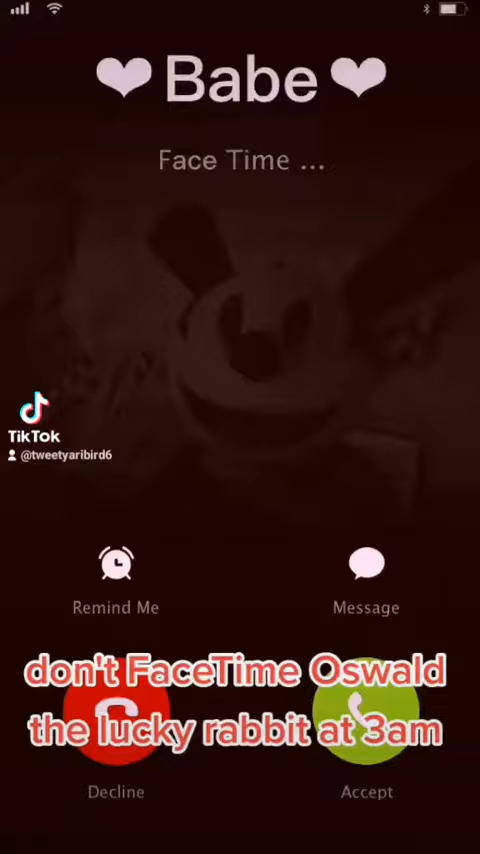 ❤Babe❤
Face Time ...
TikTok
@tweetyaribird6
Remind Me
Message
don't FaceTime Oswald
the lucky rabbit at 3am
Decline
Accept